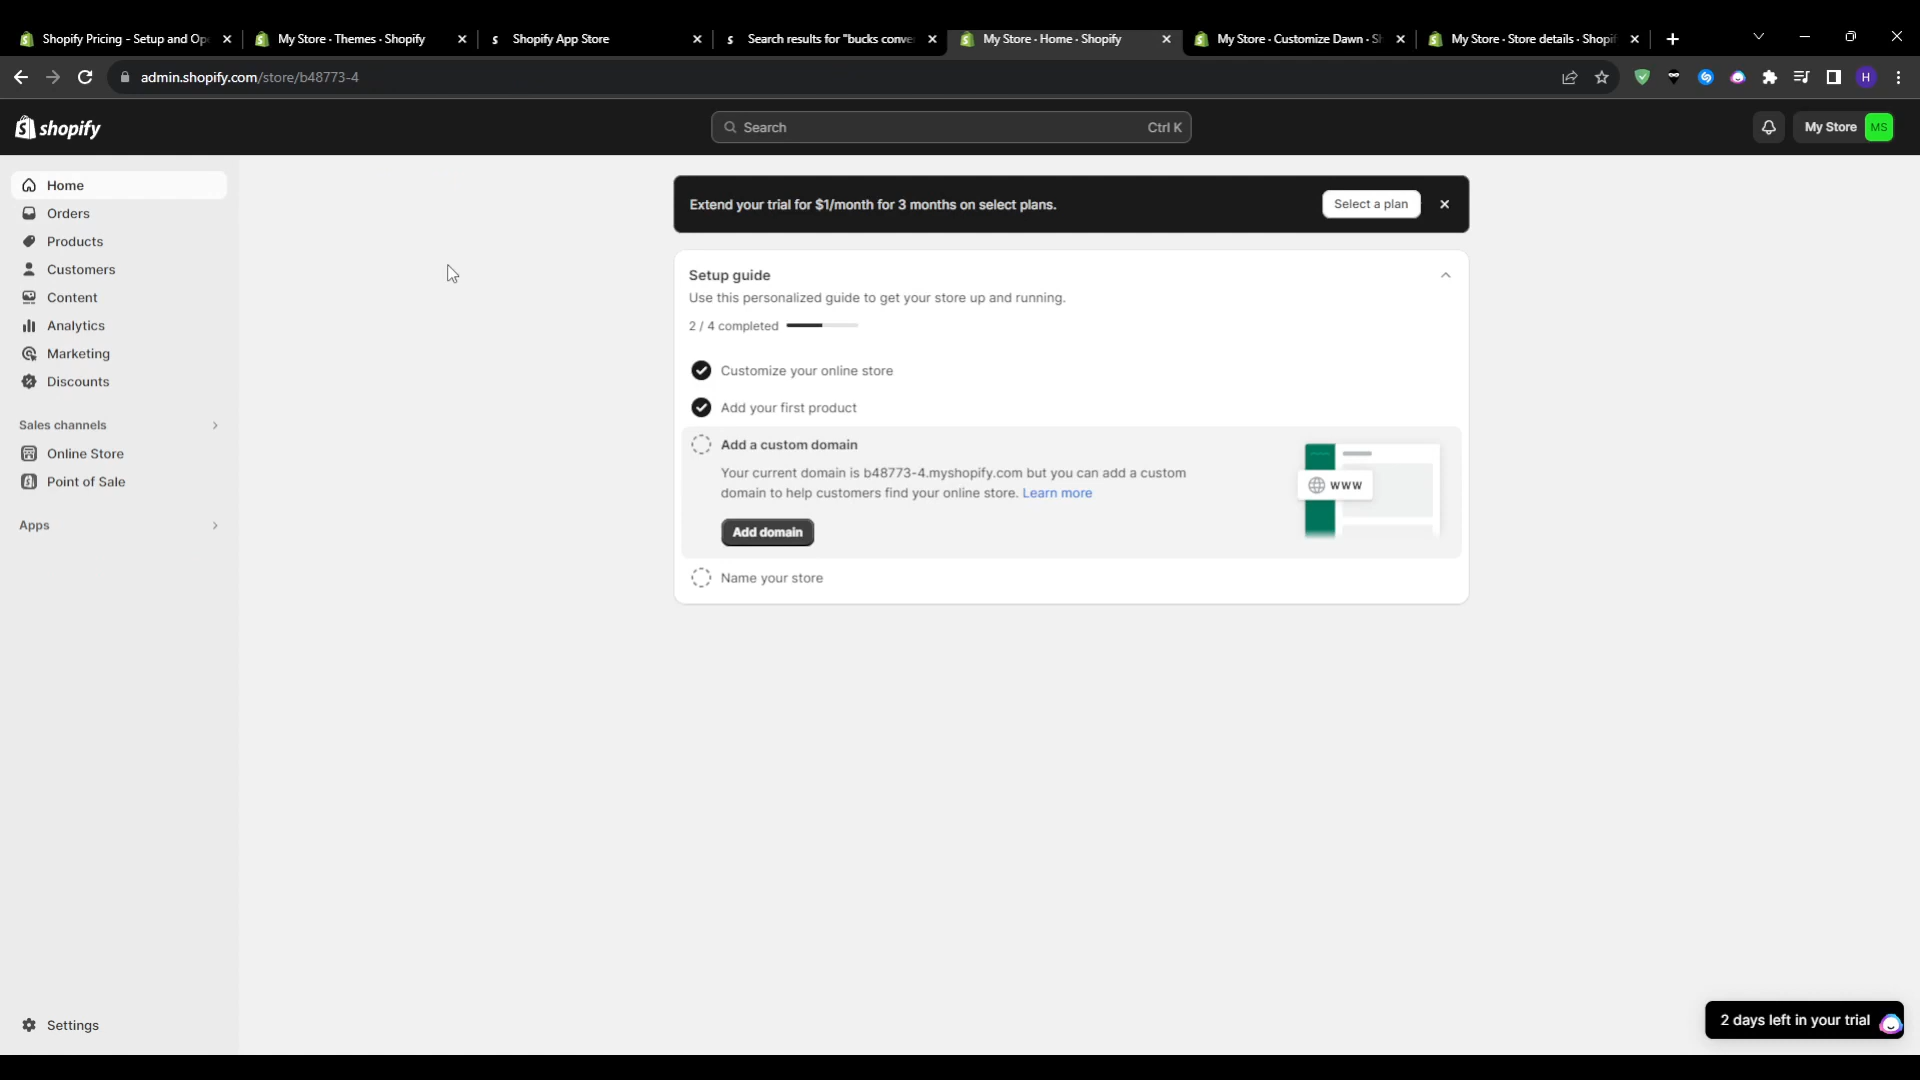 Shopify Pricing - Setup and Op
My Store · Themes · Shopify
Shopify App Store
Search results for "bucks conve
My Store · Home · Shopify
My Store · Customize Dawn · Sh
My Store · Store details · Shopif
admin.shopify.com/store/b48773-4
H
shopify
Search
Ctrl K
My Store
MS
Home
Orders
Products
Customers
Content
Analytics
Marketing
Discounts
Sales channels
Online Store
Point of Sale
Apps
Settings
Extend your trial for $1/month for 3 months on select plans.
Select a plan
Setup guide
Use this personalized guide to get your store up and running.
2 / 4 completed
Customize your online store
Add your first product
Add a custom domain
Your current domain is b48773-4.myshopify.com but you can add a custom
domain to help customers find your online store. Learn more
Add domain
www
Name your store
2 days left in your trial